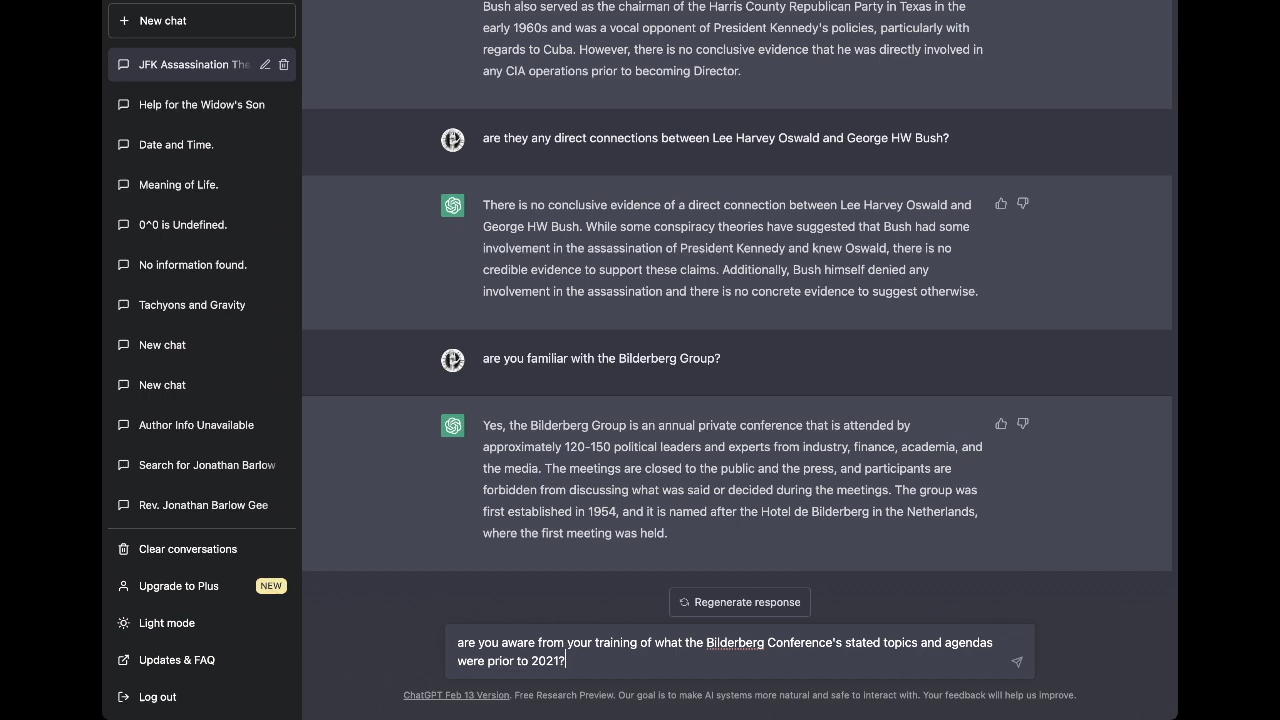 New chat
JFK Assassination The
Help for the Widow's Son
Date and Time.
Meaning of Life.
0^0 is Undefined.
No information found.
Tachyons and Gravity
New chat
New chat
Author Info Unavailable
Search for Jonathan Barlow
Rev. Jonathan Barlow Gee
Clear conversations
Upgrade to Plus NEW
Light mode
Updates & FAQ
Log out
Bush also served as the chairman of the Harris County Republican Party in Texas in the
early 1960s and was a vocal opponent of President Kennedy's policies, particularly with
regards to Cuba. However, there is no conclusive evidence that he was directly involved in
any CIA operations prior to becoming Director.
are they any direct connections between Lee Harvey Oswald and George HW Bush?
There is no conclusive evidence of a direct connection between Lee Harvey Oswald and
George HW Bush. While some conspiracy theories have suggested that Bush had some
involvement in the assassination of President Kennedy and knew Oswald, there is no
credible evidence to support these claims. Additionally, Bush himself denied any
involvement in the assassination and there is no concrete evidence to suggest otherwise.
are you familiar with the Bilderberg Group?
Yes, the Bilderberg Group is an annual private conference that is attended by
approximately 120-150 political leaders and experts from industry, finance, academia, and
the media. The meetings are closed to the public and the press, and participants are
forbidden from discussing what was said or decided during the meetings. The group was
first established in 1954, and it is named after the Hotel de Bilderberg in the Netherlands,
where the first meeting was held.
Regenerate response
are you aware from your training of what the Bilderberg Conference's stated topics and agendas
were prior to 2021?
ChatGPT Feb 13 Version. Free Research Preview. Our goal is to make AI systems more natural and safe to interact with. Your feedback will help us improve.